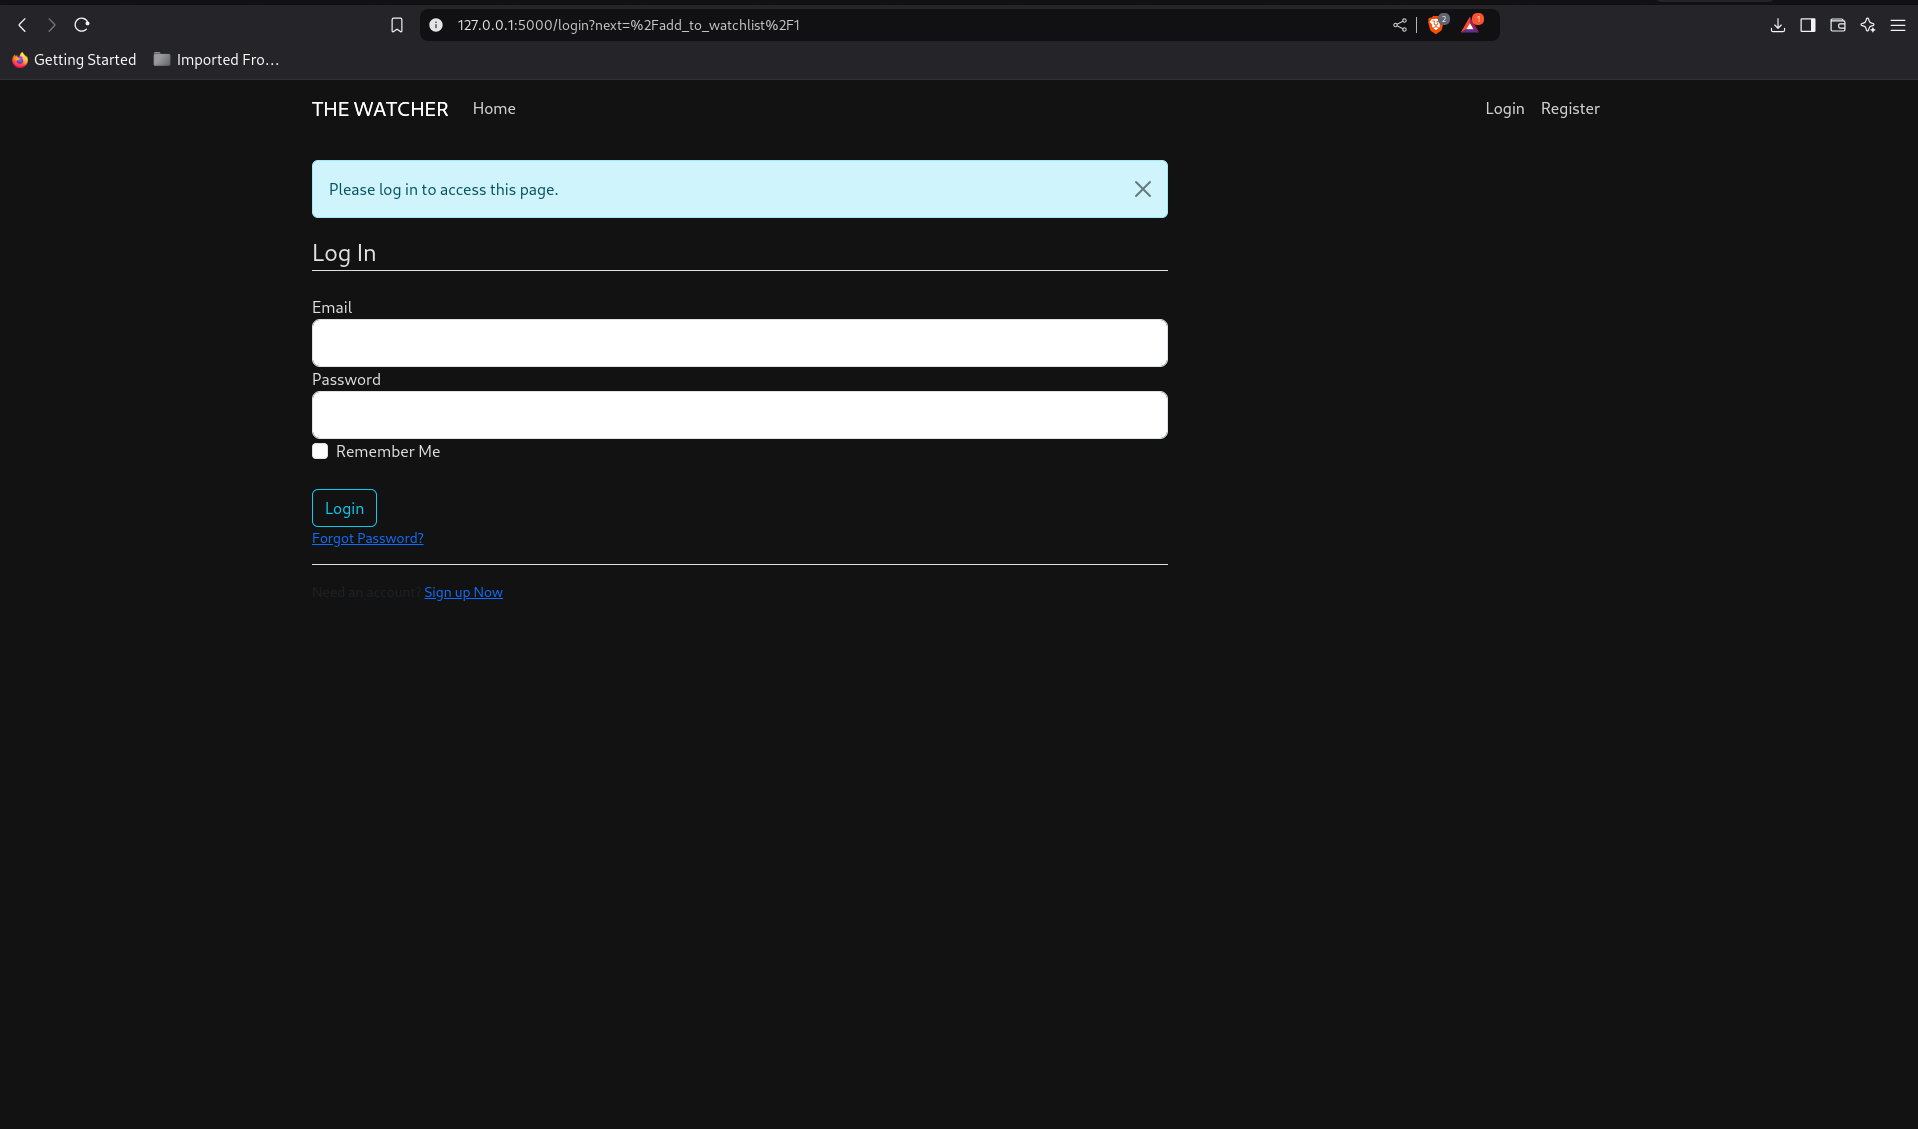 127.0.0.1:5000/login?next=%2Fadd_to_watchlist%2F1
2
1
Getting Started
Imported Fro...
THE WATCHER
Home
Login
Register
Please log in to access this page.
Log In
Email
Password
Remember Me
Login
Forgot Password?
Need an account? Sign up Now